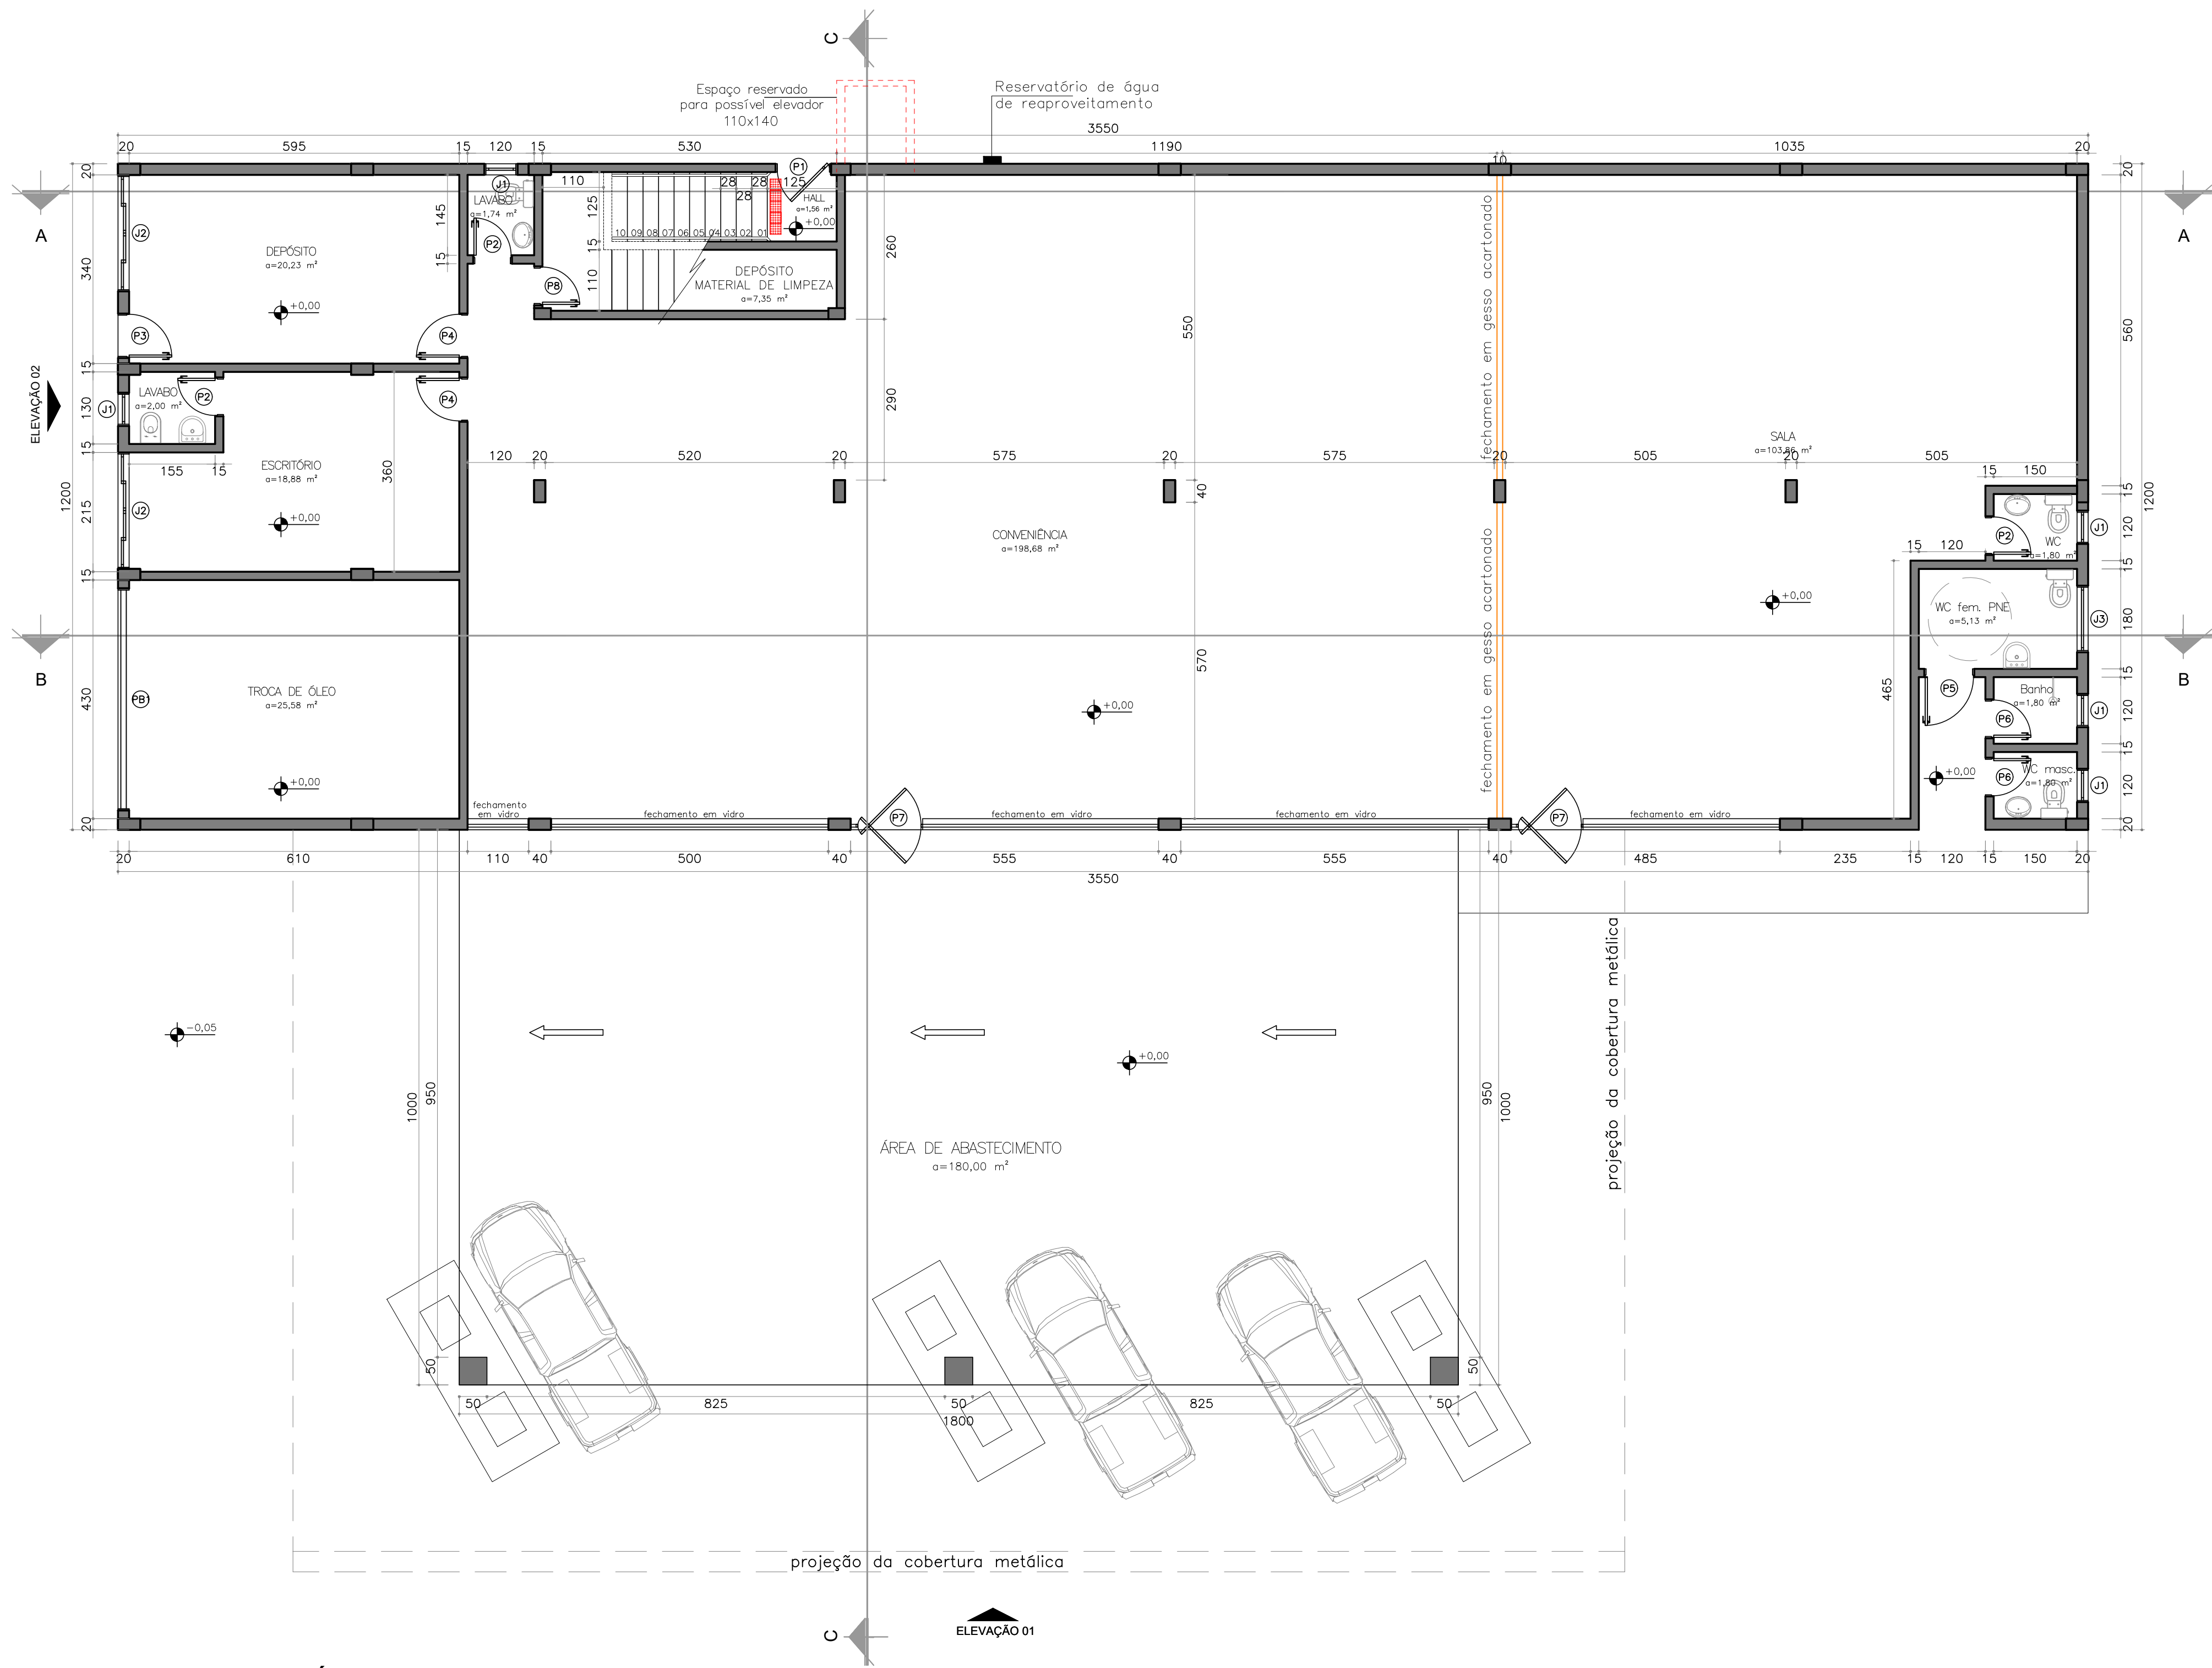 C
Espaço reservado
para possível elevador
110x140
Reservatório de água
de reaproveitamento
3550
20 595 15 120 15 530 1190 10 1035 20
A
A
20
340
15
130
15
215
15
430
20
1200
ELEVAÇÃO 02
J2
P3
J1
J2
PB1
DEPÓSITO
a=20,23 m²
+0,00
P4
LAVABO
a=2,00 m²
P2
P4
155 15
ESCRITÓRIO
a=18,88 m²
+0,00
360
TROCA DE ÓLEO
a=25,58 m²
+0,00
J1
LAVABO
a=1,74 m²
P2
145
15
110
125
15
110
P8
10 09 08 07 06 05 04 03 02 01
28 28 125
28
P1
HALL
a=1,56 m²
+0,00
DEPÓSITO
MATERIAL DE LIMPEZA
a=7,35 m²
260
290
550
40
570
120 20 520 20 575 20 575 20 505 20 505
CONVENIÊNCIA
a=198,68 m²
+0,00
fechamento em gesso acartonado
fechamento em gesso acartonado
SALA
a=103,86 m²
+0,00
15 150
P2
WC
a=1,80 m²
J1
15 120
WC fem. PNE
a=5,13 m²
J3
465
P5
Banho
a=1,80 m²
P6
J1
+0,00
WC masc.
a=1,80 m²
P6
J1
20
560
15
120
15
180
15
120
15
120
20
1200
B
B
fechamento
em vidro
fechamento em vidro
P7
fechamento em vidro
fechamento em vidro
P7
fechamento em vidro
20 610 110 40 500 40 555 40 555 40 485 235 15 120 15 150 20
3550
-0,05
+0,00
1000
950
50
950
1000
50
ÁREA DE ABASTECIMENTO
a=180,00 m²
projeção da cobertura metálica
50 825 50 825 50
1800
projeção da cobertura metálica
C
ELEVAÇÃO 01